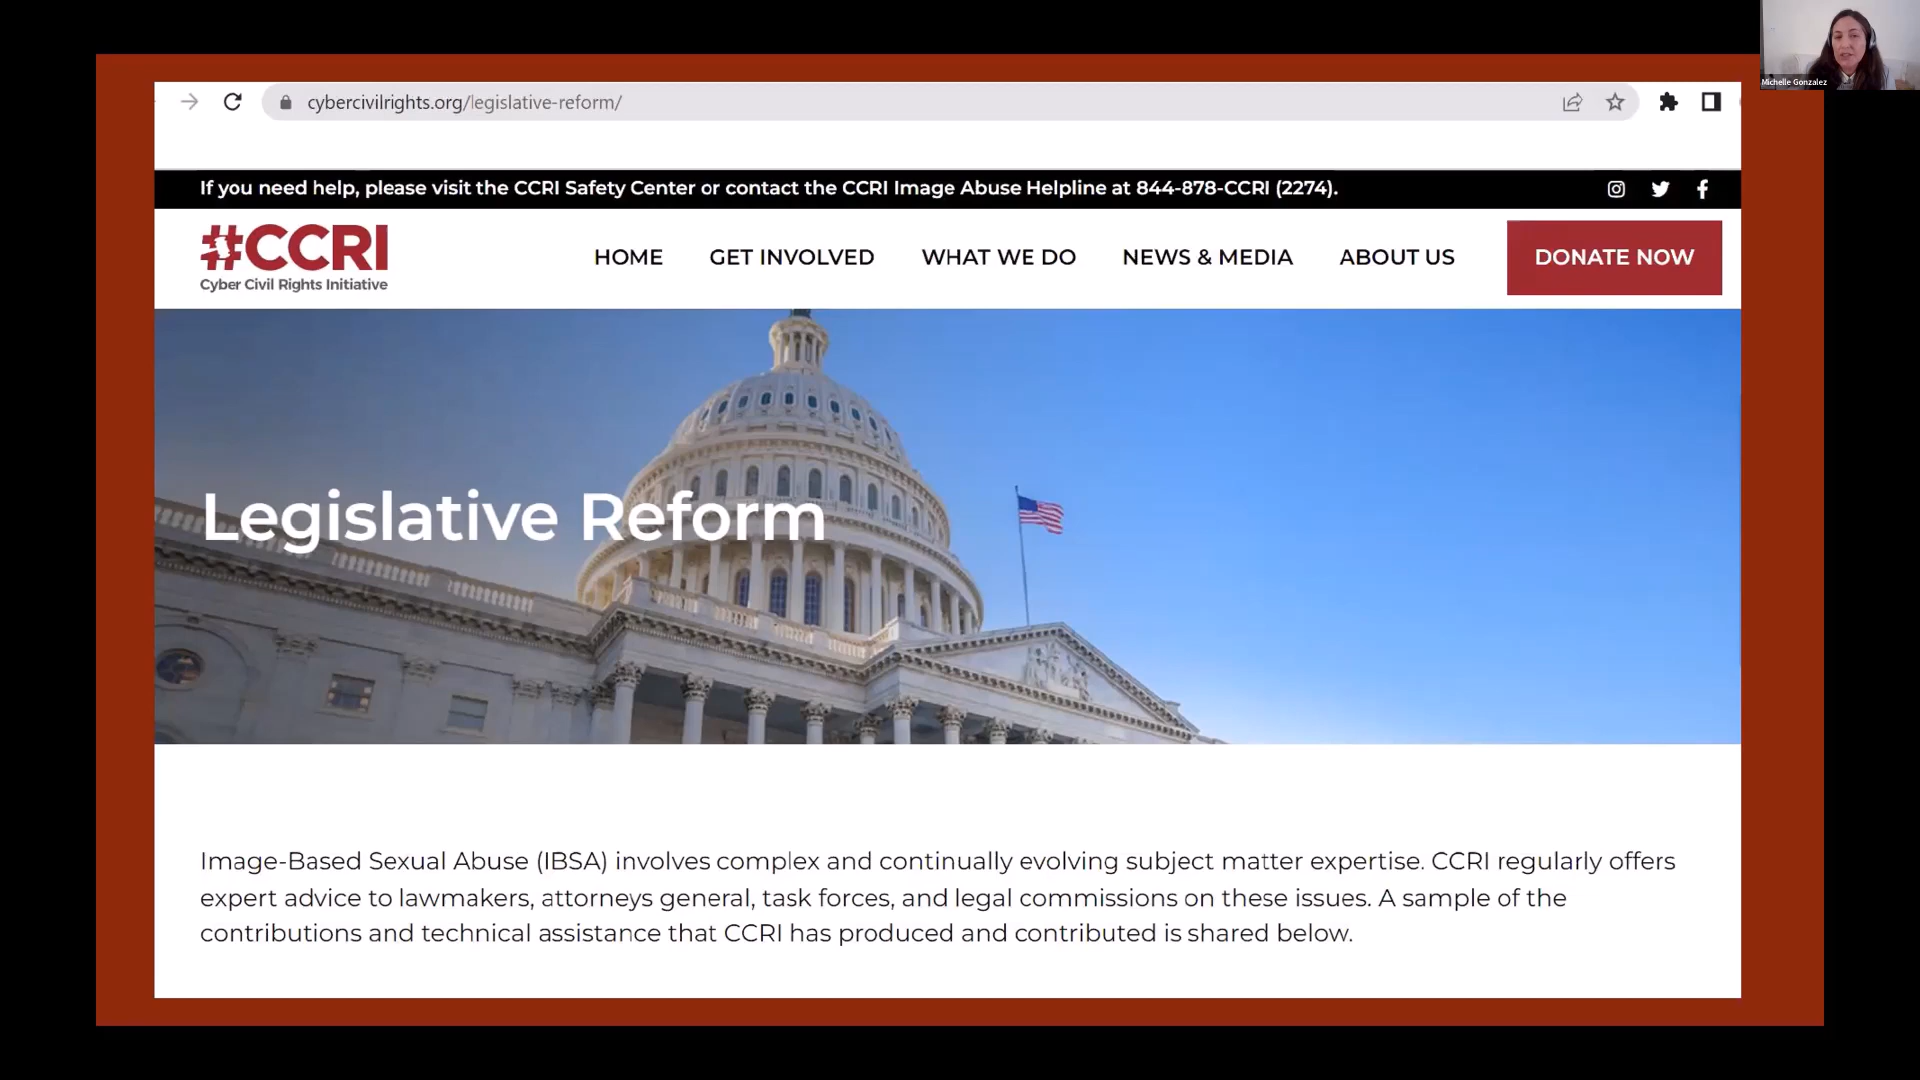 Michelle Gonzalez
cybercivilrights.org/legislative-reform/
If you need help, please visit the CCRI Safety Center or contact the CCRI Image Abuse Helpline at 844-878-CCRI (2274).
#CCRI
Cyber Civil Rights Initiative
HOME GET INVOLVED WHAT WE DO NEWS & MEDIA ABOUT US DONATE NOW
Legislative Reform
Image-Based Sexual Abuse (IBSA) involves complex and continually evolving subject matter expertise. CCRI regularly offers
expert advice to lawmakers, attorneys general, task forces, and legal commissions on these issues. A sample of the
contributions and technical assistance that CCRI has produced and contributed is shared below.